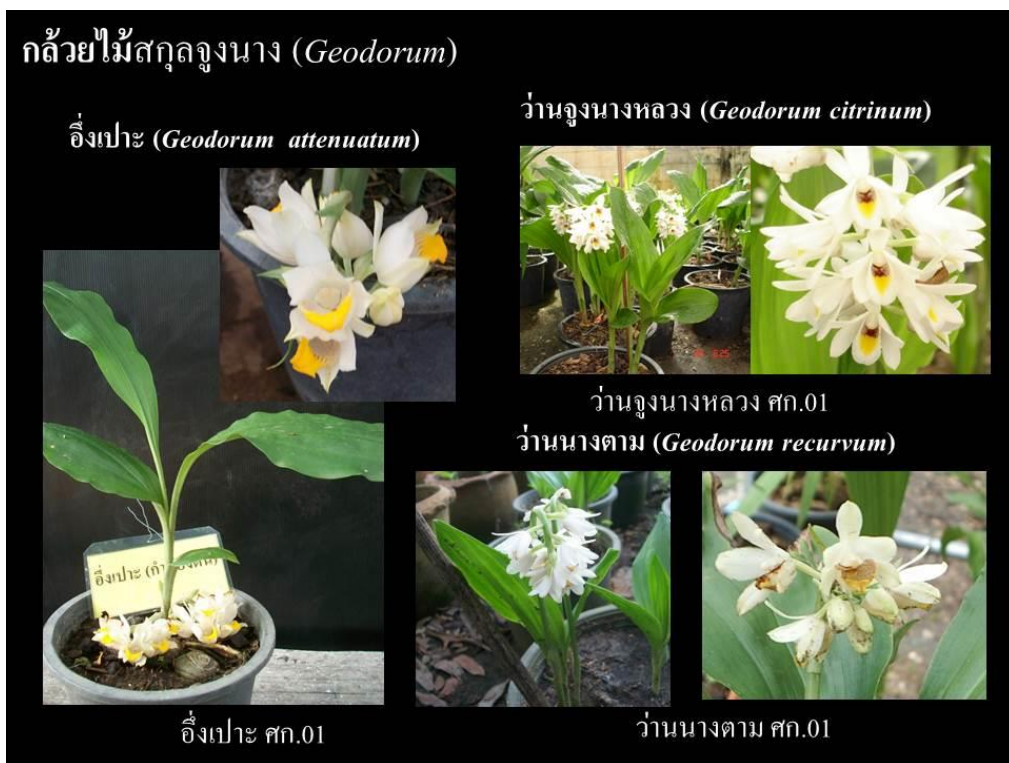 กล้วยไม้สกุลจูงนาง (Geodorum)
อึ่งเปาะ (Geodorum attenuatum)
ว่านจูงนางหลวง (Geodorum citrinum)
ว่านจูงนางหลวง ศก.01
ว่านนางตาม (Geodorum recurvum)
อึ่งเปาะ
อึ่งเปาะ ศก.01
ว่านนางตาม ศก.01